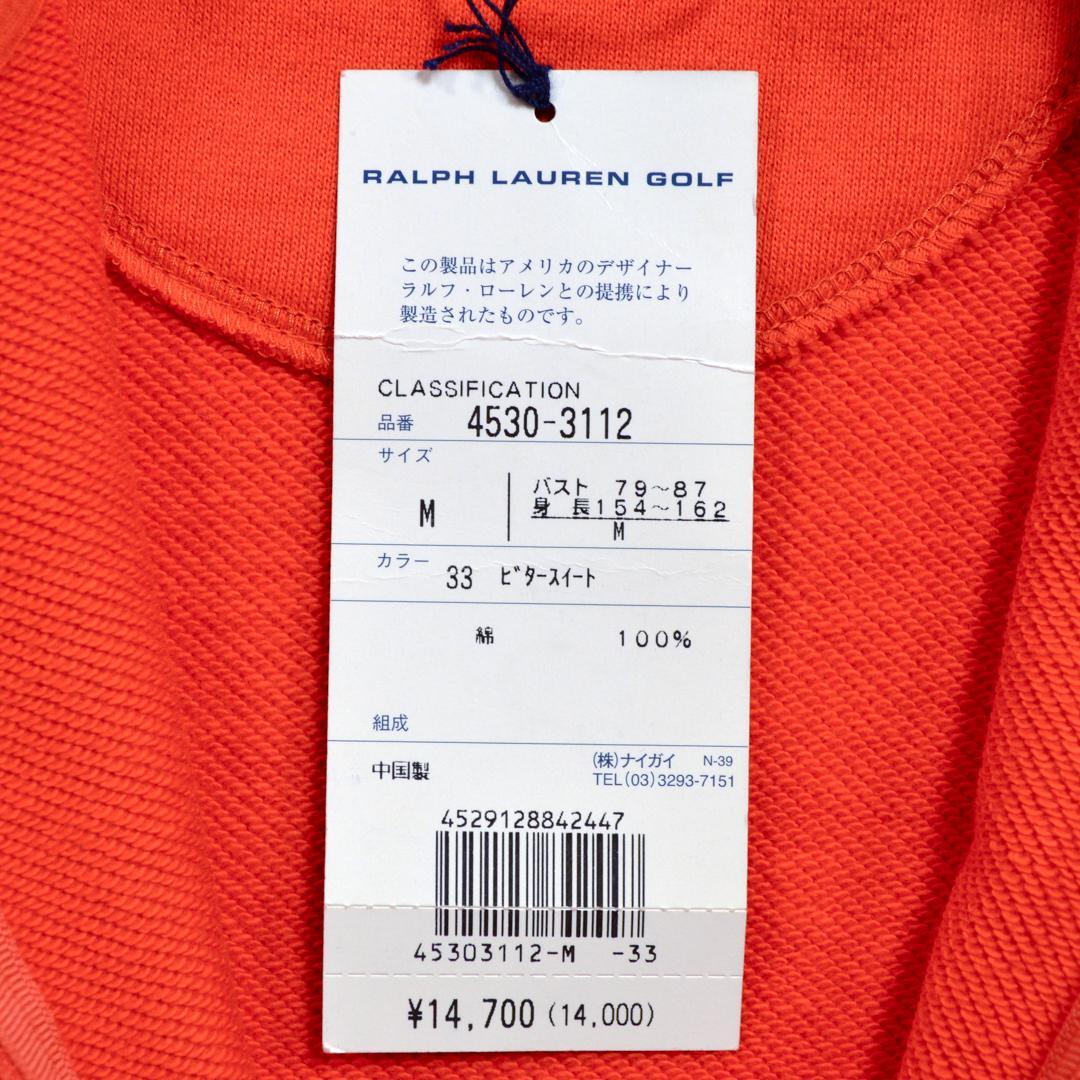 RALPH LAUREN GOLF
この製品はアメリカのデザイナー
ラルフ・ローレンとの提携により
製造されたものです。
CLASSIFICATION
品番 4530-3112
サイズ
M
バスト 79～87
身長154～162
M
カラー 33 ﾋﾞﾀｰｽｲｰﾄ
綿 100%
組成
中国製
(株)ナイガイ N-39
TEL(03)3293-7151
4529128842447
45303112-M -33
¥14,700 (14,000)